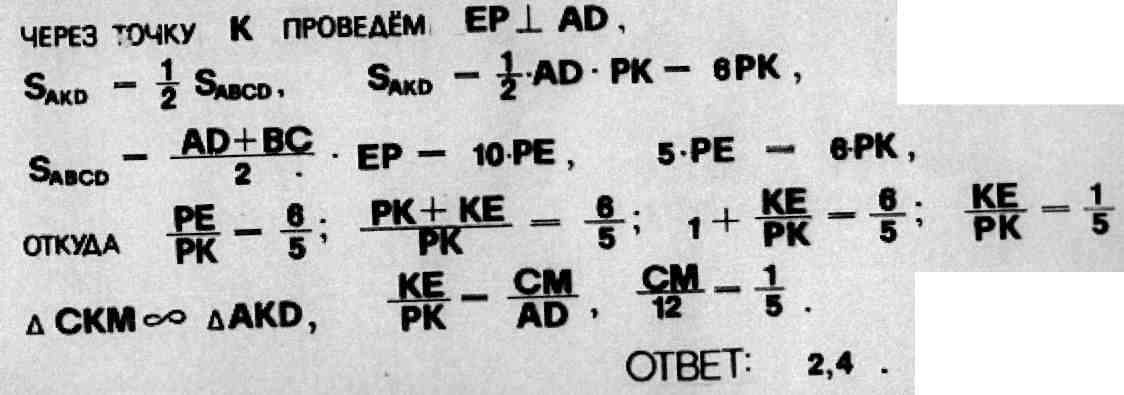 ЧЕРЕЗ ТОЧКУ K ПРОВЕДЁМ EP ⊥ AD,
S_AKD — 1/2 S_ABCD, S_AKD — 1/2·AD·PK — 6PK,
S_ABCD — (AD+BC)/2 · EP — 10·PE, 5·PE — 6·PK,
ОТКУДА PE/PK — 6/5; (PK+KE)/PK = 6/5; 1 + KE/PK — 6/5; KE/PK — 1/5
Δ CKM ∞ ΔAKD, KE/PK — CM/AD, CM/12 — 1/5.
ОТВЕТ: 2,4.